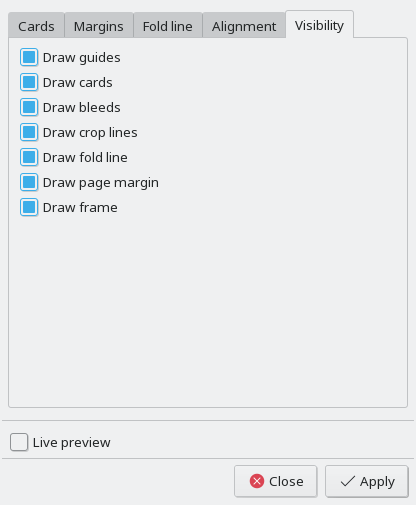 Cards Margins Fold line Alignment Visibility
Draw guides
Draw cards
Draw bleeds
Draw crop lines
Draw fold line
Draw page margin
Draw frame
Live preview
Close Apply